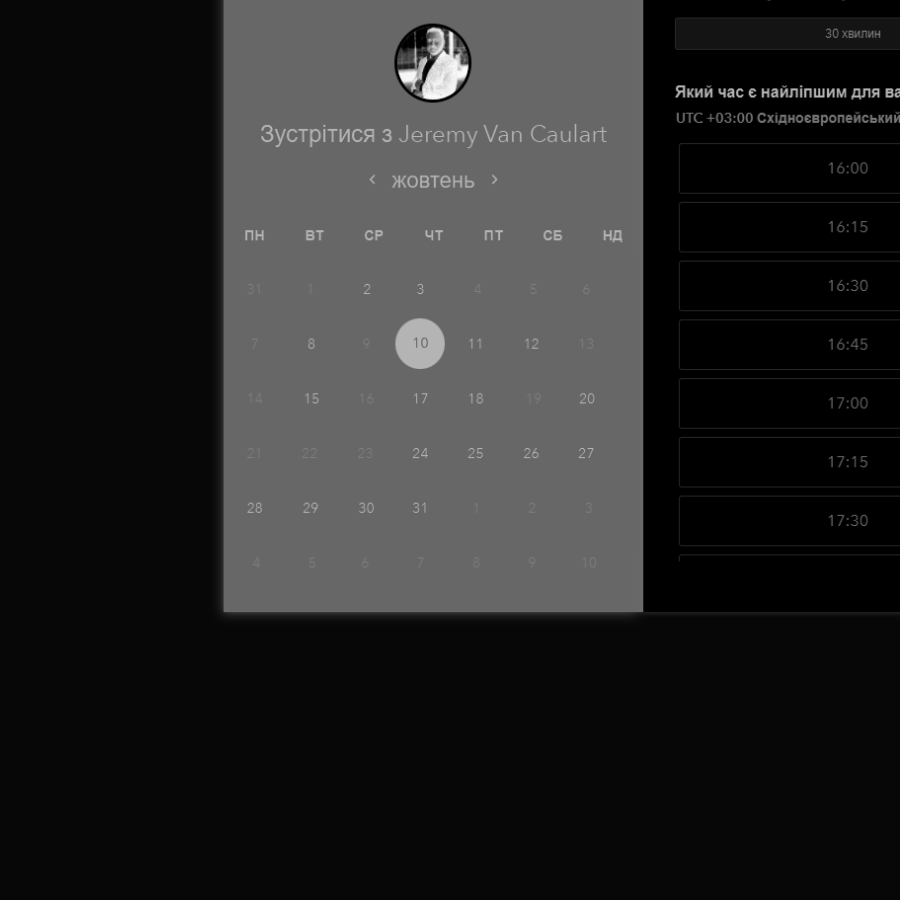 Зустрітися з Jeremy Van Caulart
жовтень
ПН ВТ СР ЧТ ПТ СБ НД
31 1 2 3 4 5 6
7 8 9 10 11 12 13
14 15 16 17 18 19 20
21 22 23 24 25 26 27
28 29 30 31 1 2 3
4 5 6 7 8 9 10
30 хвилин
Який час є найліпшим для ва
UTC +03:00 Східноєвропейський
16:00
16:15
16:30
16:45
17:00
17:15
17:30